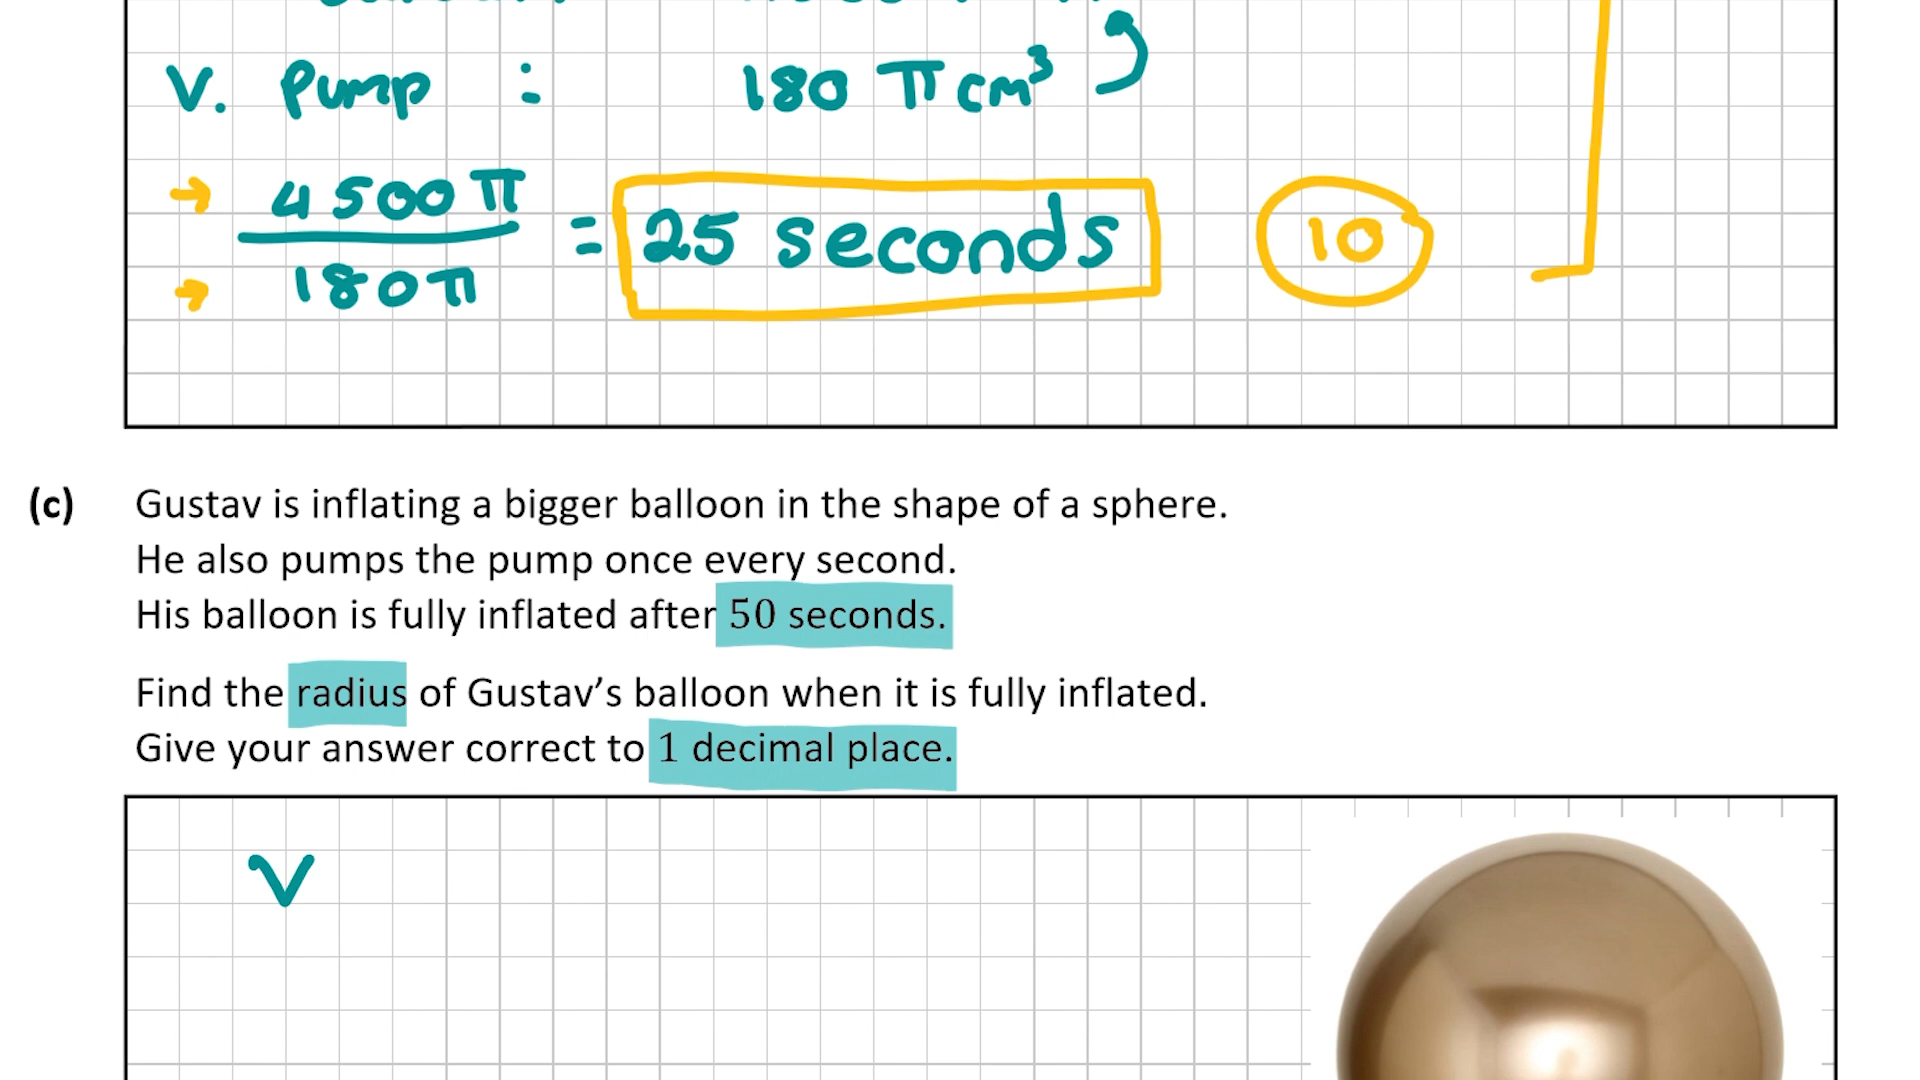 V. Pump : 180 π cm³
→ 4500 π
→ 180 π
= 25 seconds
10
(c) Gustav is inflating a bigger balloon in the shape of a sphere.
He also pumps the pump once every second.
His balloon is fully inflated after 50 seconds.
Find the radius of Gustav’s balloon when it is fully inflated.
Give your answer correct to 1 decimal place.
V